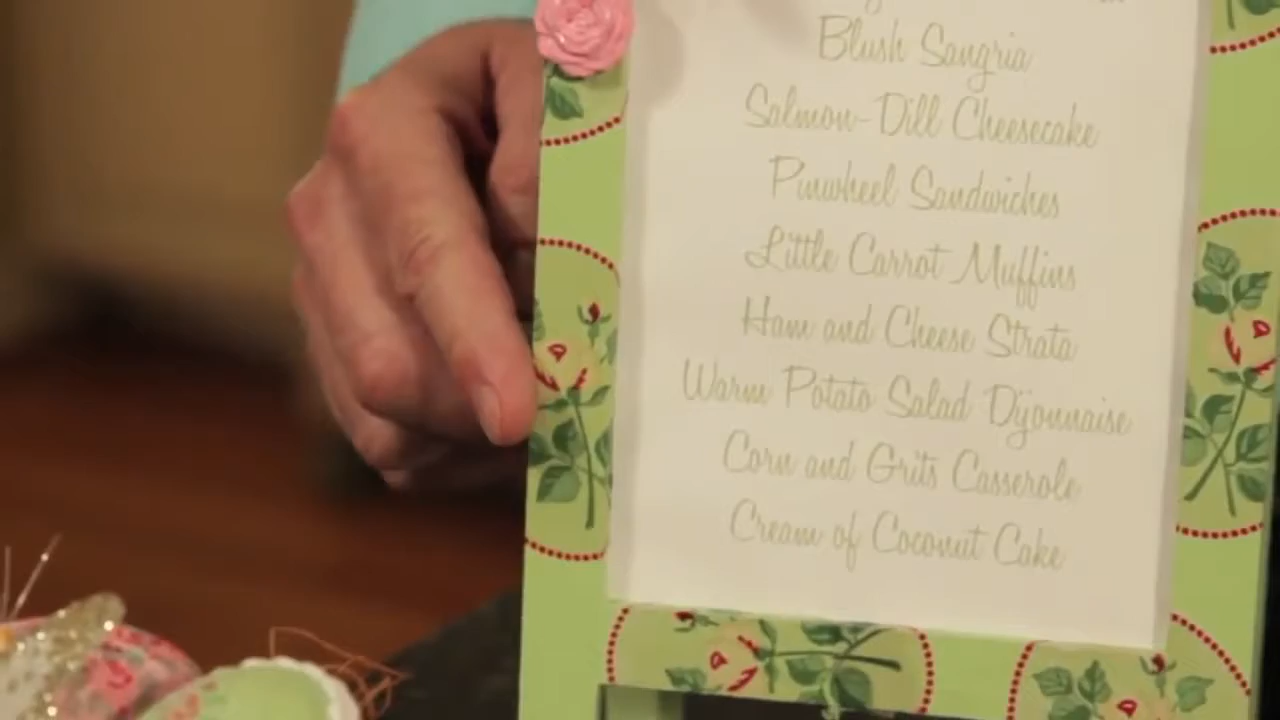 Blush Sangria
Salmon-Dill Cheesecake
Pinwheel Sandwiches
Little Carrot Muffins
Ham and Cheese Strata
Warm Potato Salad Dijonnaise
Corn and Grits Casserole
Cream of Coconut Cake